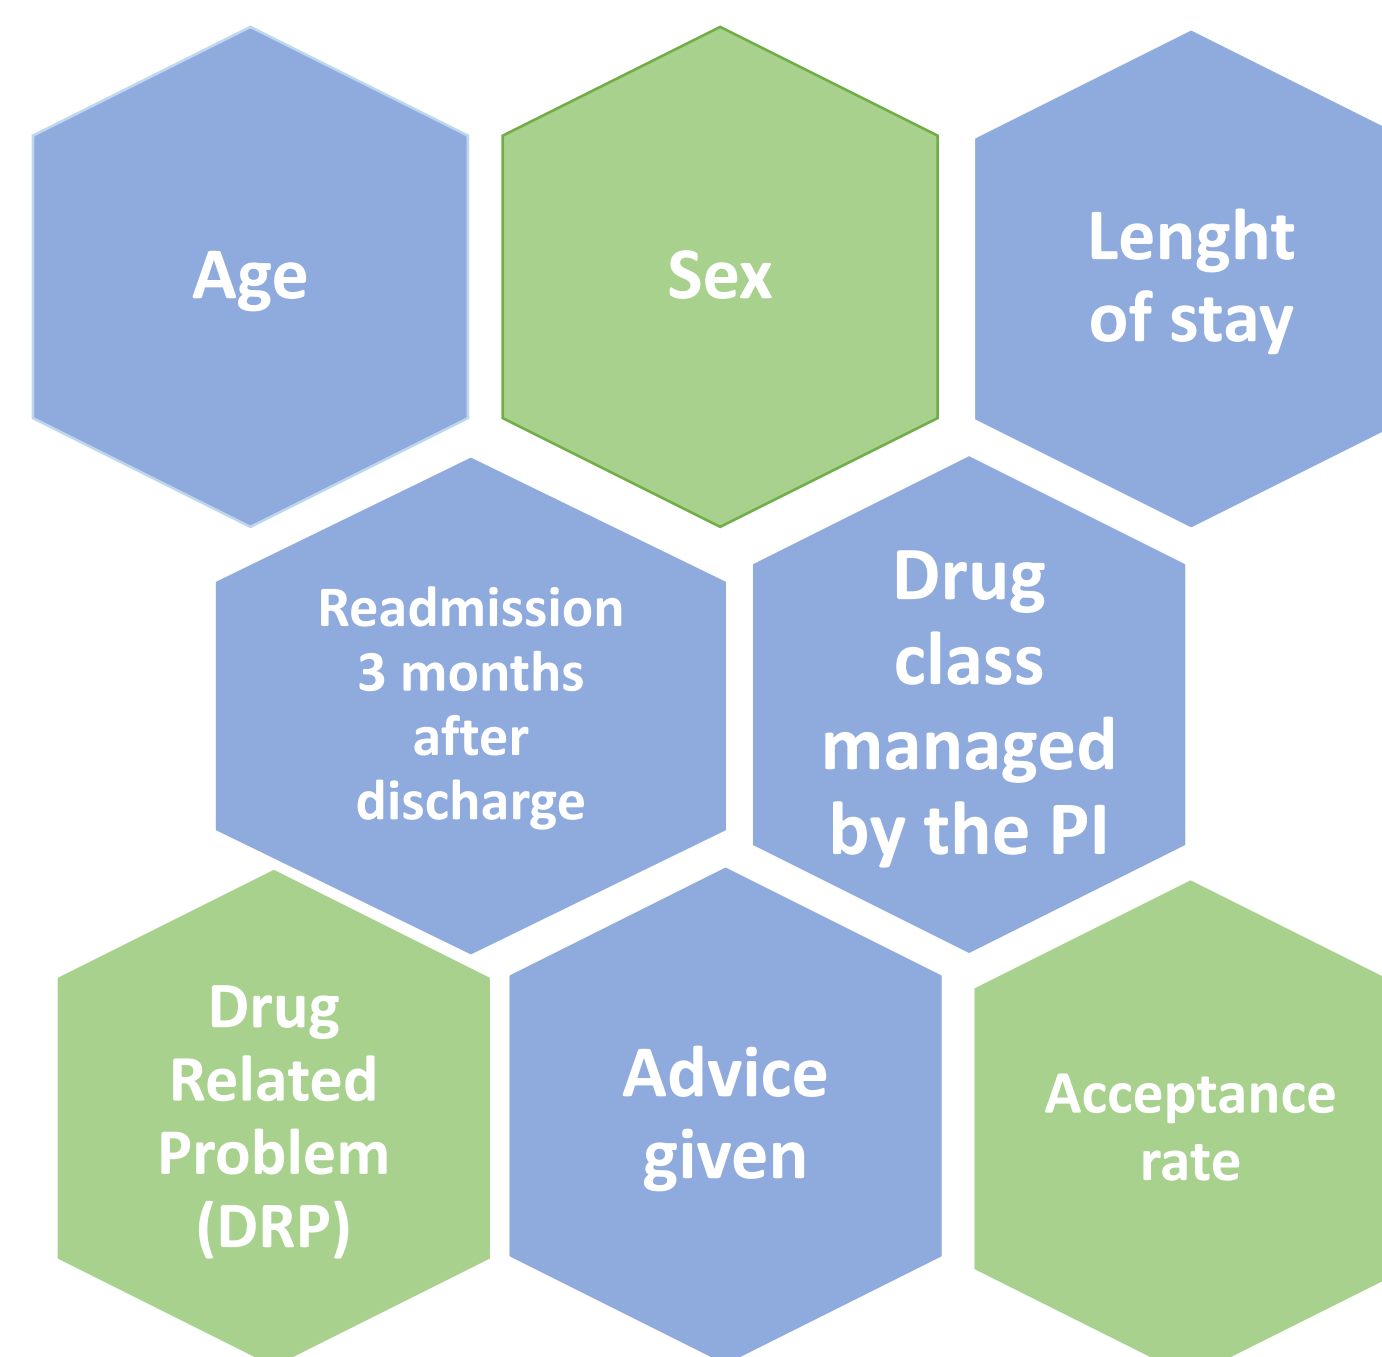 Age
Sex
Lenght
of stay
Readmission
3 months
after
discharge
Drug
class
managed
by the PI
Drug
Related
Problem
(DRP)
Advice
given
Acceptance
rate